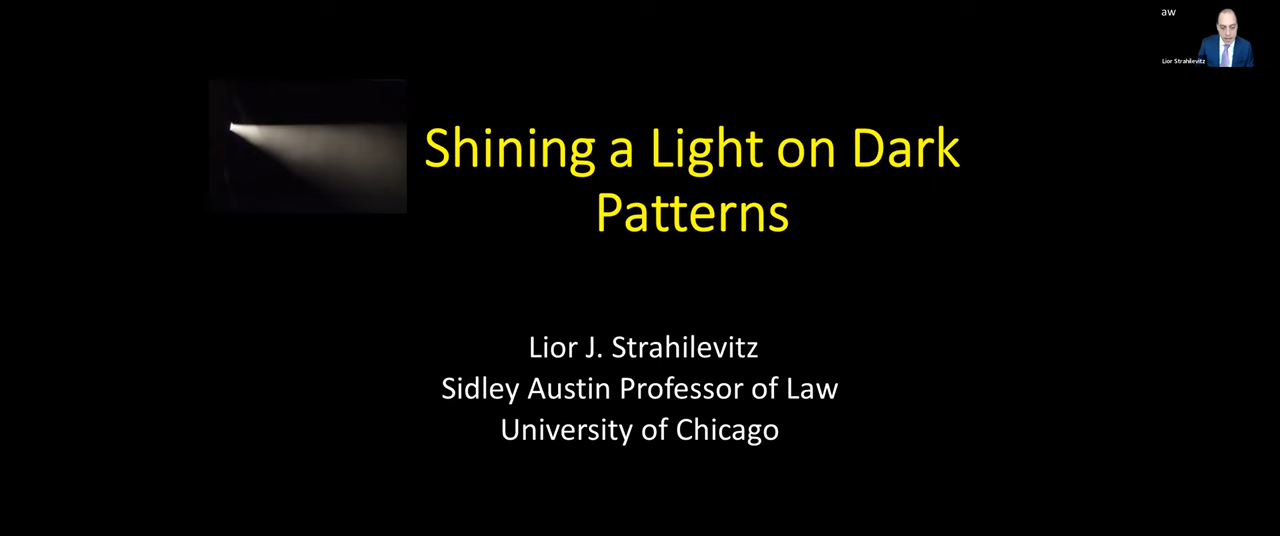 aw
Lior Strahilevitz
Shining a Light on Dark
Patterns
Lior J. Strahilevitz
Sidley Austin Professor of Law
University of Chicago